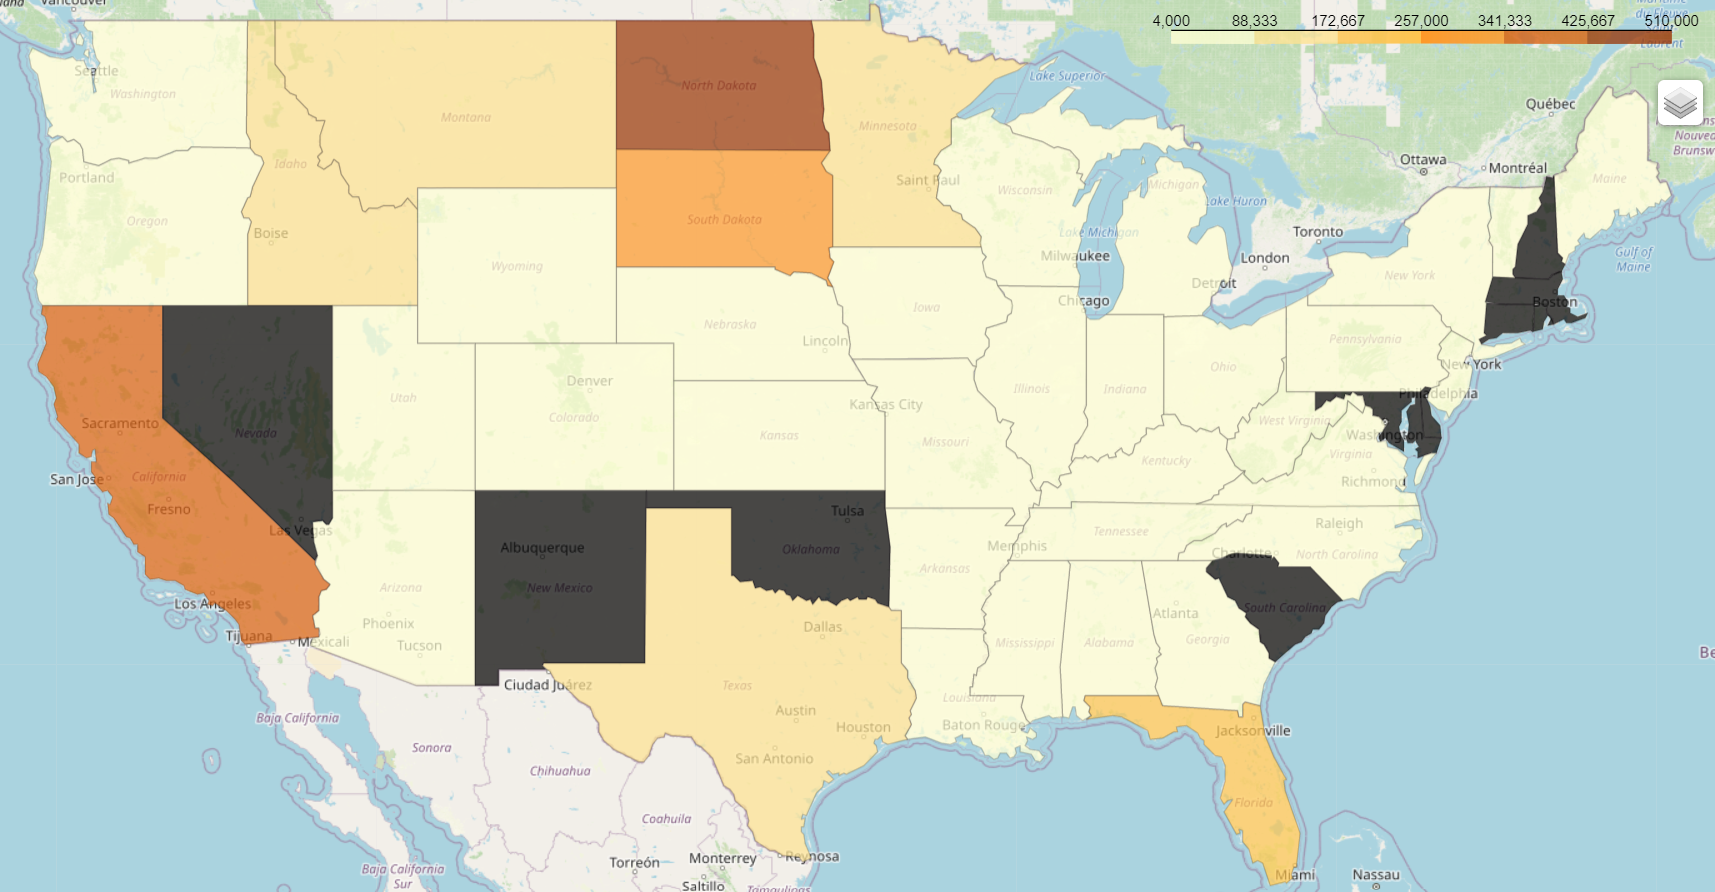 Vancouver
4,000 88,333 172,667 257,000 341,333 425,667 510,000
Laurent
Seattle
Washington
North Dakota
Lake Superior
Québec
Montana
Minnesota
Nouveau
Brunsw
Portland
Idaho
Saint Paul
Ottawa
Montréal
Oregon
Boise
South Dakota
Wisconsin
Michigan
Lake Huron
Maine
Wyoming
Lake Michigan
Milwaukee
Toronto
London
Gulf of
Maine
Chicago
Detroit
New York
Boston
Iowa
Nebraska
Lincoln
Pennsylvania
New York
Utah
Denver
Colorado
Kansas City
Illinois
Indiana
Ohio
Philadelphia
Sacramento
Nevada
Kansas
Missouri
West Virginia
Washington
California
San Jose
Kentucky
Virginia
Richmond
Fresno
Las Vegas
Tulsa
Albuquerque
Oklahoma
Memphis
Tennessee
Raleigh
Charlotte
North Carolina
Arizona
New Mexico
Arkansas
Los Angeles
Phoenix
Dallas
Atlanta
South Carolina
Tijuana
Mexicali
Tucson
Mississippi
Alabama
Georgia
Be
Ciudad Juárez
Texas
Louisiana
Baja California
Austin
Houston
Baton Rouge
Jacksonville
Sonora
San Antonio
Chihuahua
Florida
Coahuila
Torreón
Monterrey
Reynosa
Baja California
Sur
Saltillo
Tamaulipas
Miami
Nassau